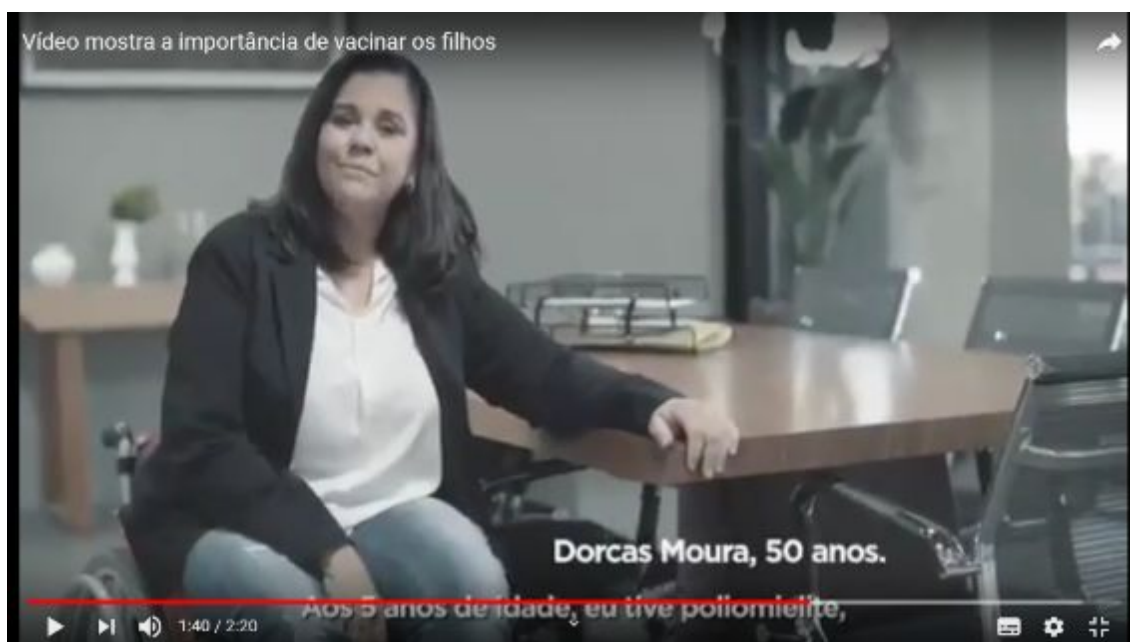 Vídeo mostra a importância de vacinar os filhos
Dorcas Moura, 50 anos.
Aos 5 anos de idade, eu tive poliomielite,
1:40 / 2:20